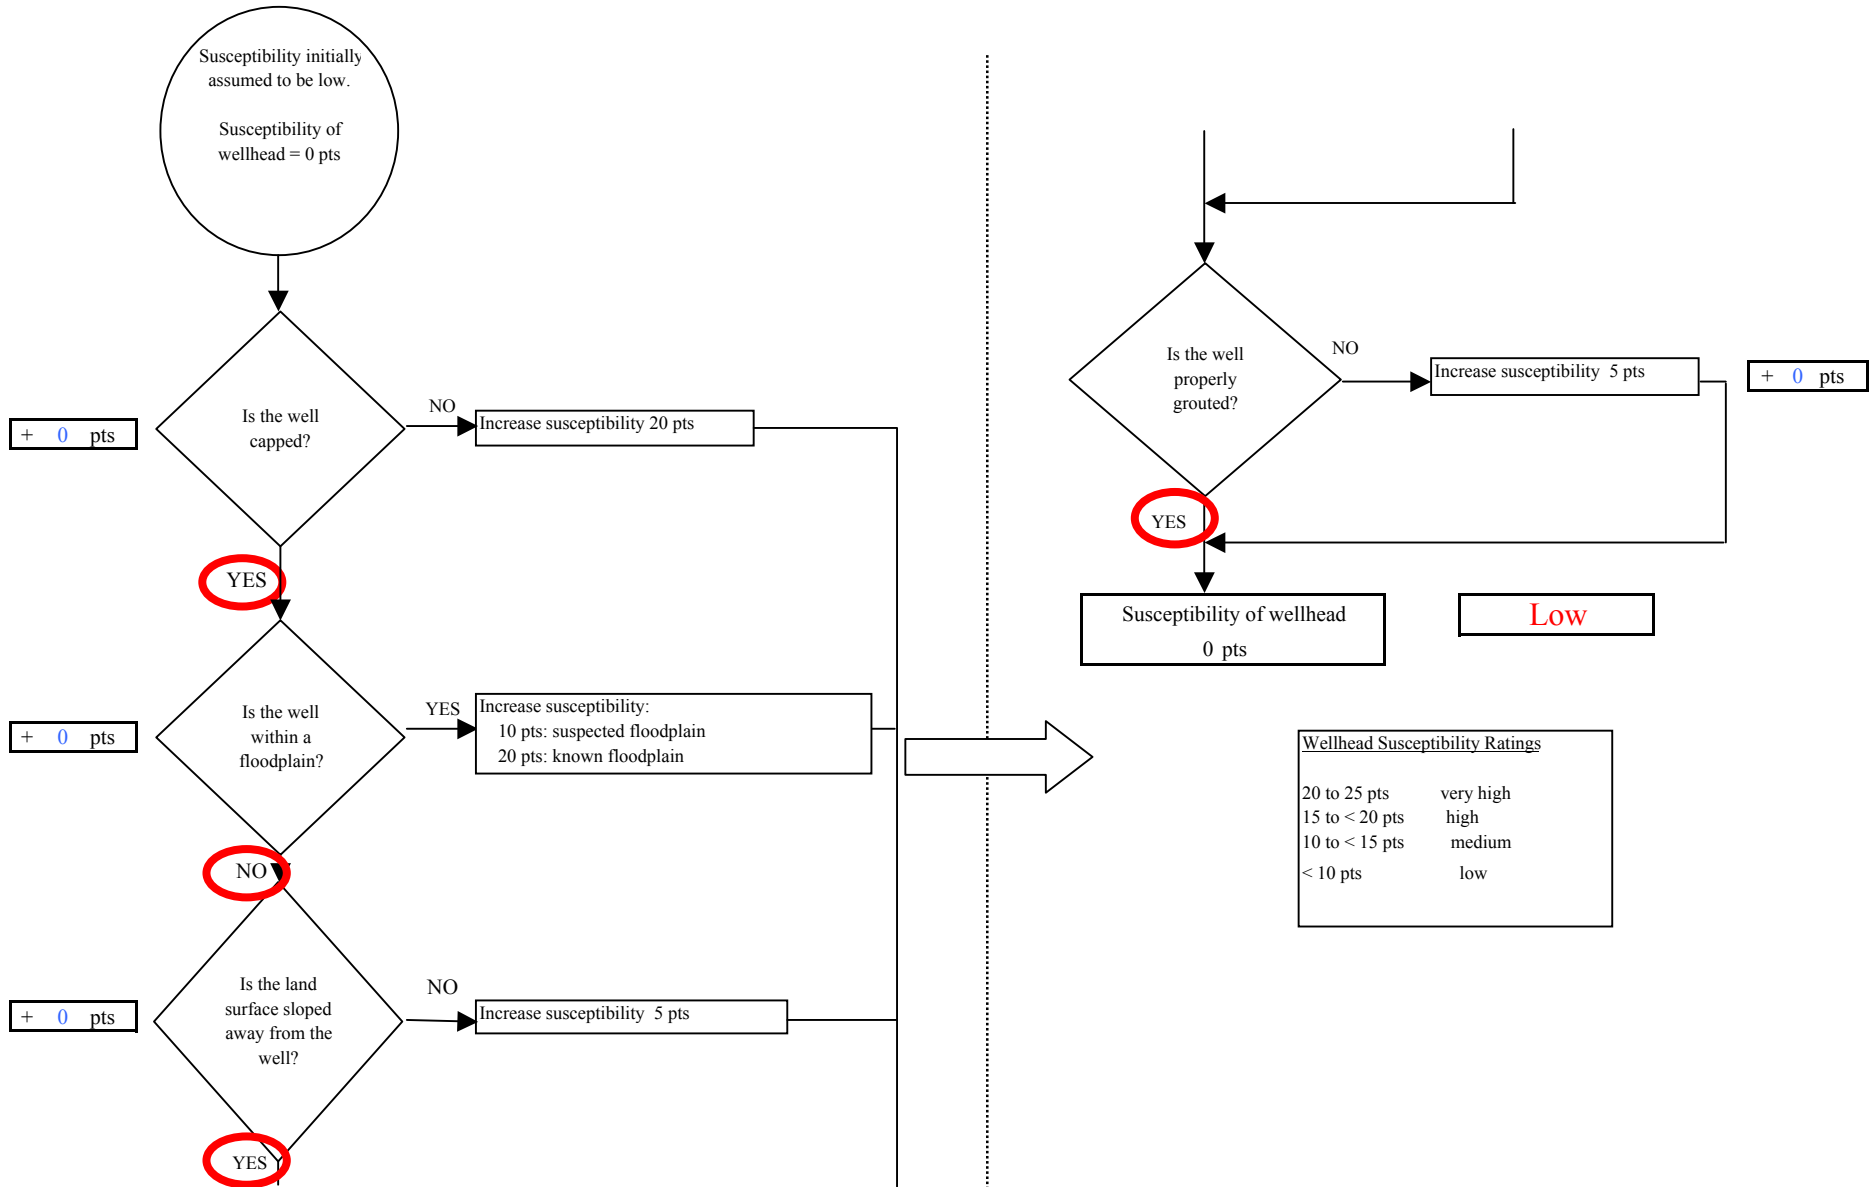 Susceptibility initially
assumed to be low.
Susceptibility of
wellhead = 0 pts
Is the well
capped?
NO
Increase susceptibility 20 pts
+ 0 pts
YES
Is the well
within a
floodplain?
YES
Increase susceptibility:
10 pts: suspected floodplain
20 pts: known floodplain
+ 0 pts
NO
Is the land
surface sloped
away from the
well?
NO
Increase susceptibility 5 pts
+ 0 pts
YES
Is the well
properly
grouted?
NO
Increase susceptibility 5 pts
+ 0 pts
YES
Susceptibility of wellhead
0 pts
Low
Wellhead Susceptibility Ratings
20 to 25 pts very high
15 to < 20 pts high
10 to < 15 pts medium
< 10 pts low